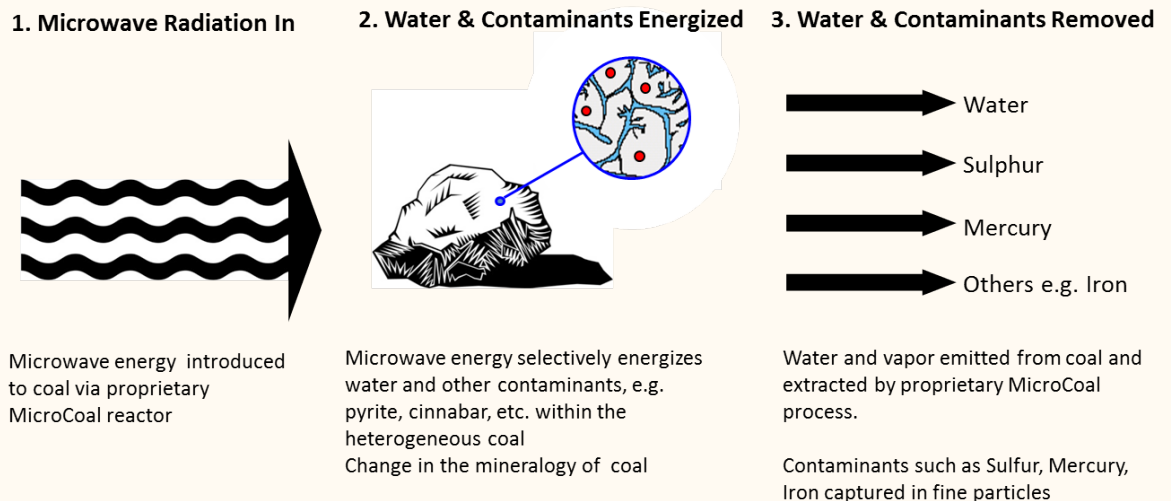 1. Microwave Radiation In
2. Water & Contaminants Energized
3. Water & Contaminants Removed
Water
Sulphur
Mercury
Others e.g. Iron
Microwave energy introduced
to coal via proprietary
MicroCoal reactor
Microwave energy selectively energizes
water and other contaminants, e.g.
pyrite, cinnabar, etc. within the
heterogeneous coal
Change in the mineralogy of coal
Water and vapor emitted from coal and
extracted by proprietary MicroCoal
process.
Contaminants such as Sulfur, Mercury,
Iron captured in fine particles